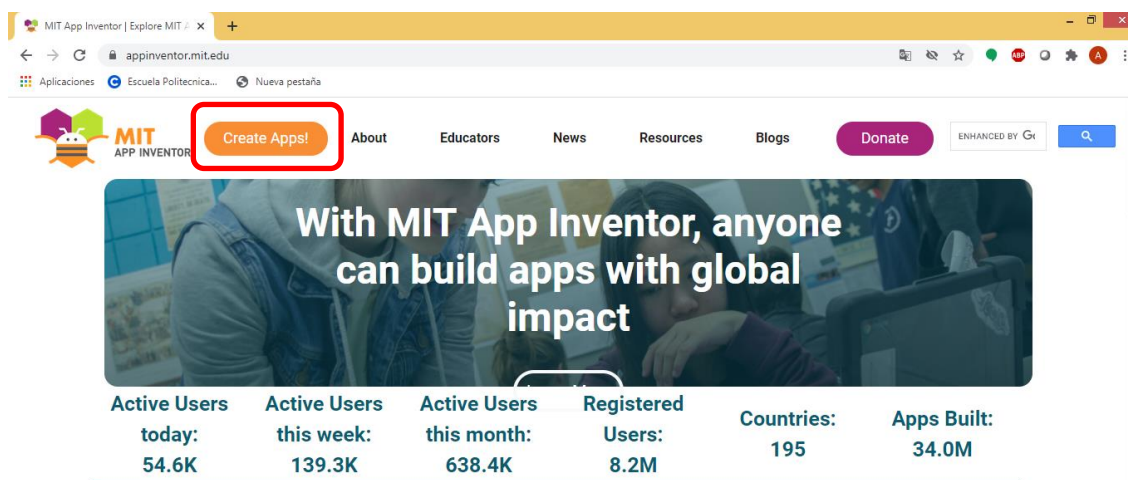 MIT App Inventor | Explore MIT A
appinventor.mit.edu
ABP
A
Aplicaciones
Escuela Politecnica...
Nueva pestaña
MIT
APP INVENTOR
Create Apps!
About
Educators
News
Resources
Blogs
Donate
ENHANCED BY
With MIT App Inventor, anyone
can build apps with global
impact
Active Users
today:
54.6K
Active Users
this week:
139.3K
Active Users
this month:
638.4K
Registered
Users:
8.2M
Countries:
195
Apps Built:
34.0M